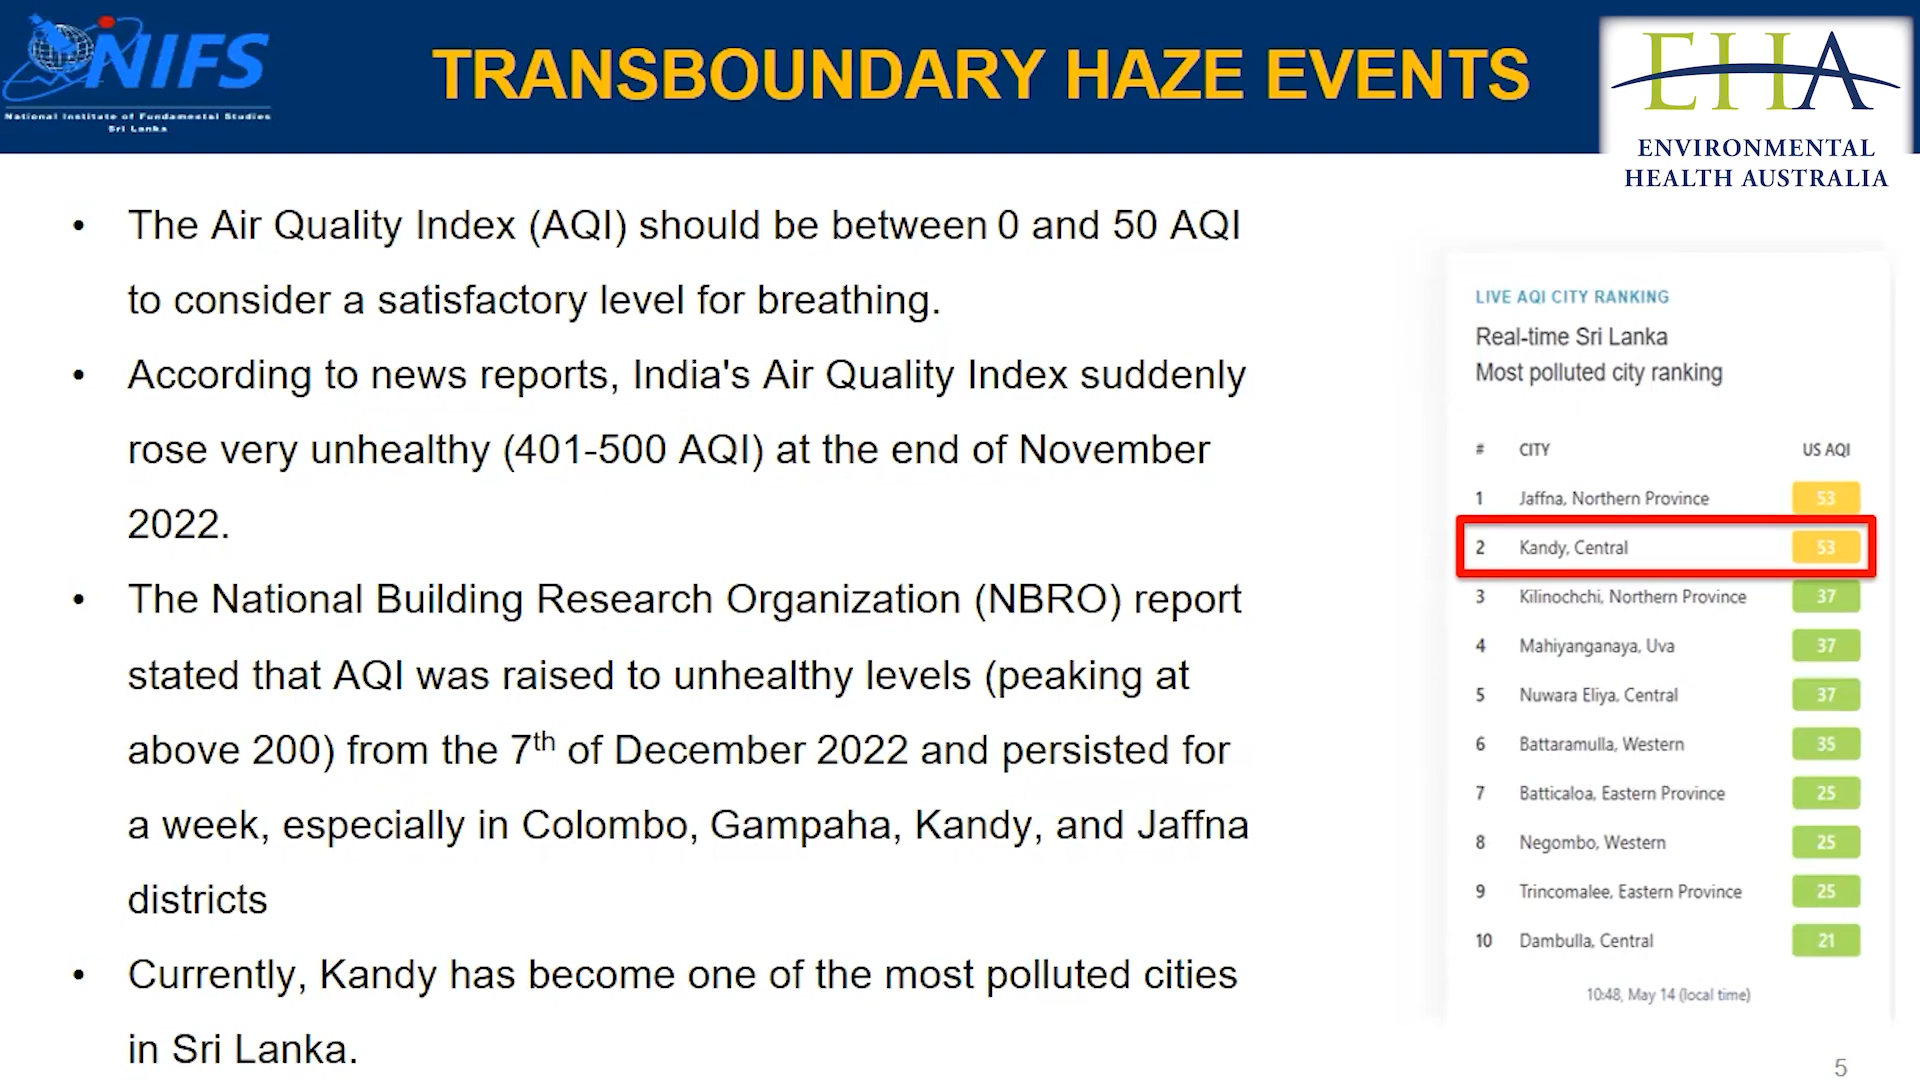 NIFS
National Institute of Fundamental Studies
Sri Lanka
TRANSBOUNDARY HAZE EVENTS
EHA
ENVIRONMENTAL
HEALTH AUSTRALIA
• The Air Quality Index (AQI) should be between 0 and 50 AQI
to consider a satisfactory level for breathing.
• According to news reports, India's Air Quality Index suddenly
rose very unhealthy (401-500 AQI) at the end of November
2022.
• The National Building Research Organization (NBRO) report
stated that AQI was raised to unhealthy levels (peaking at
above 200) from the 7th of December 2022 and persisted for
a week, especially in Colombo, Gampaha, Kandy, and Jaffna
districts
• Currently, Kandy has become one of the most polluted cities
in Sri Lanka.
LIVE AQI CITY RANKING
Real-time Sri Lanka
Most polluted city ranking
# CITY US AQI
1 Jaffna, Northern Province 53
2 Kandy, Central 53
3 Kilinochchi, Northern Province 37
4 Mahiyanganaya, Uva 37
5 Nuwara Eliya, Central 37
6 Battaramulla, Western 35
7 Batticaloa, Eastern Province 25
8 Negombo, Western 25
9 Trincomalee, Eastern Province 25
10 Dambulla, Central 21
10:48, May 14 (local time)
5